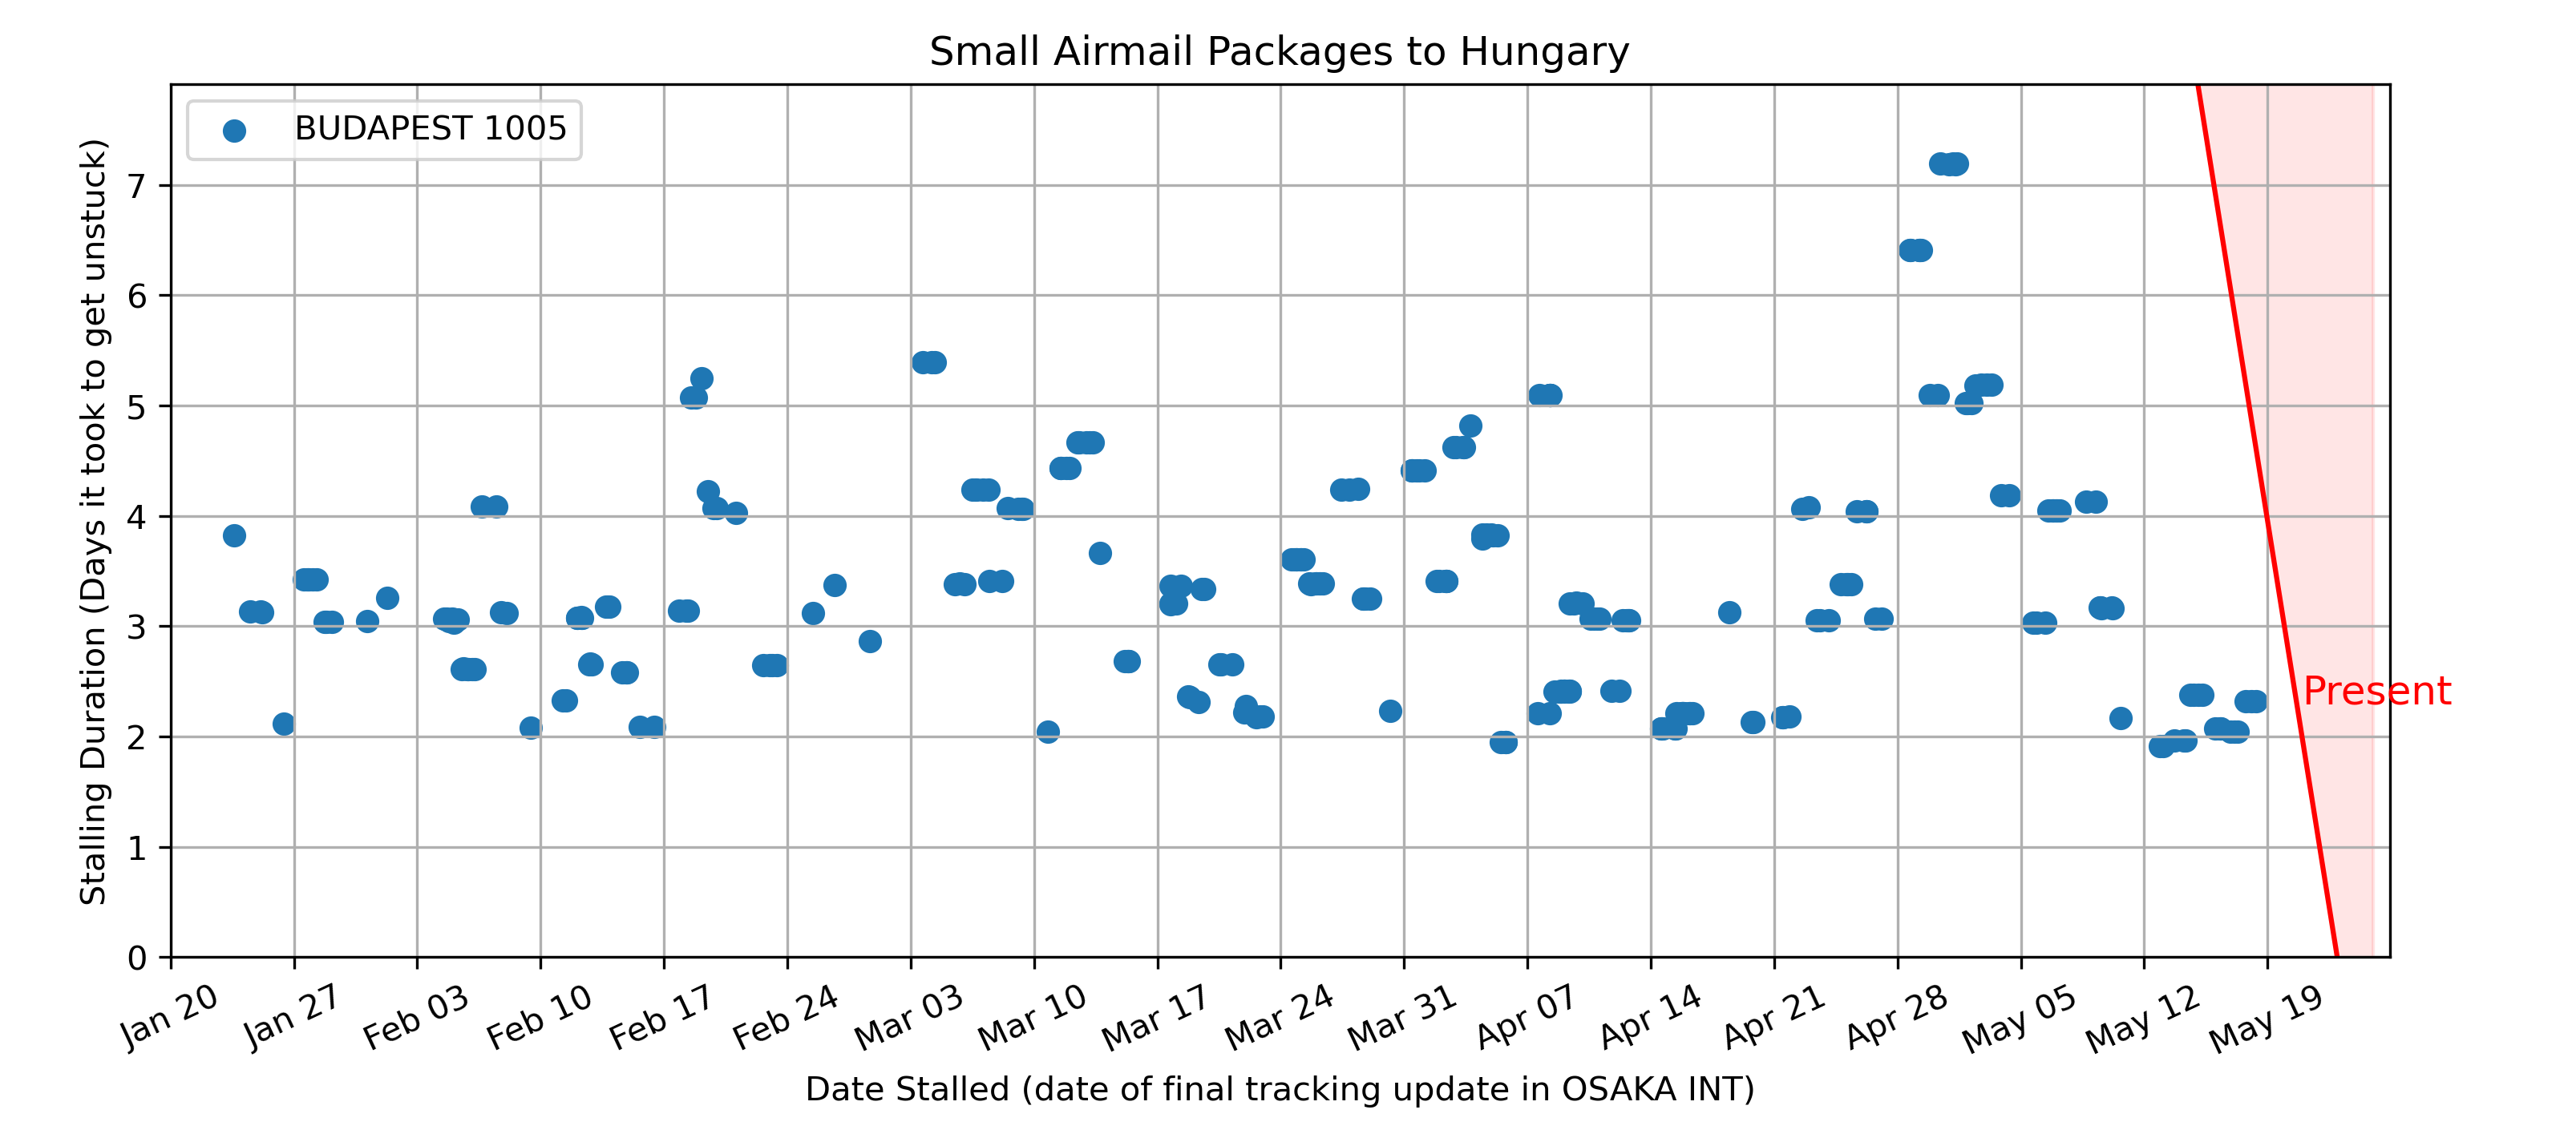 Small Airmail Packages to Hungary
BUDAPEST 1005
Stalling Duration (Days it took to get unstuck)
7
6
5
4
3
2
1
0
Present
Jan 20
Jan 27
Feb 03
Feb 10
Feb 17
Feb 24
Mar 03
Mar 10
Mar 17
Mar 24
Mar 31
Apr 07
Apr 14
Apr 21
Apr 28
May 05
May 12
May 19
Date Stalled (date of final tracking update in OSAKA INT)